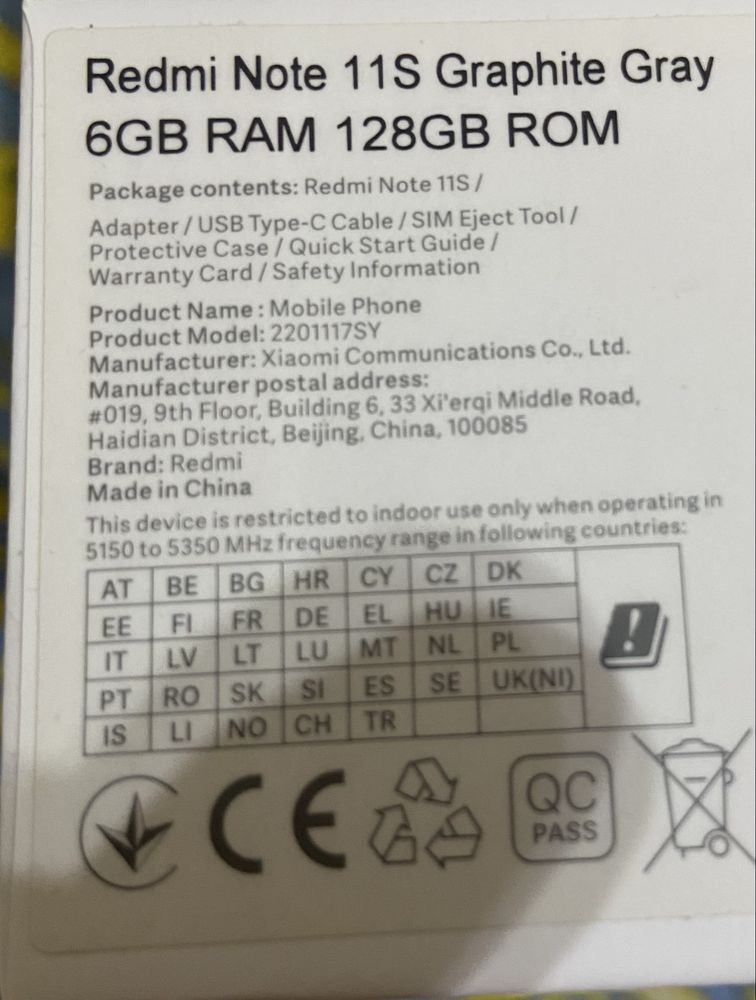 Redmi Note 11S Graphite Gray
6GB RAM 128GB ROM
Package contents: Redmi Note 11S /
Adapter / USB Type-C Cable / SIM Eject Tool /
Protective Case / Quick Start Guide /
Warranty Card / Safety Information
Product Name : Mobile Phone
Product Model: 2201117SY
Manufacturer: Xiaomi Communications Co., Ltd.
Manufacturer postal address:
#019, 9th Floor, Building 6, 33 Xi'erqi Middle Road,
Haidian District, Beijing, China, 100085
Brand: Redmi
Made in China
This device is restricted to indoor use only when operating in
5150 to 5350 MHz frequency range in following countries:
AT BE BG HR CY CZ DK
EE FI FR DE EL HU IE
IT LV LT LU MT NL PL
PT RO SK SI ES SE UK(NI)
IS LI NO CH TR
CE
QC
PASS